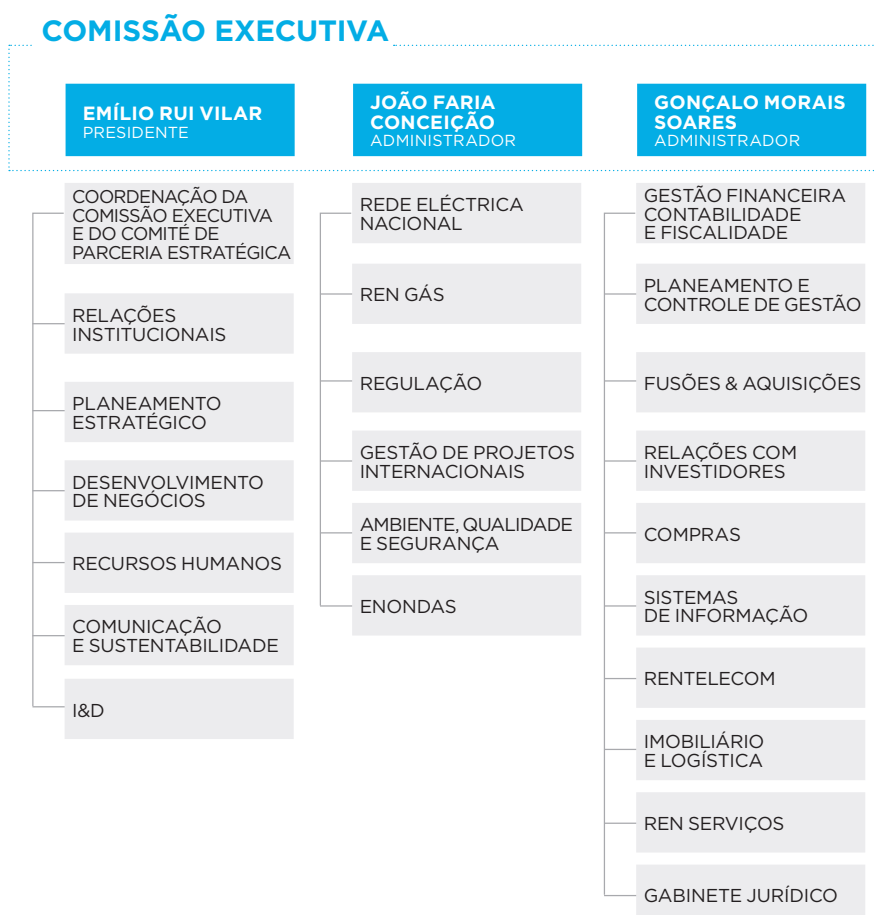 COMISSÃO EXECUTIVA
EMÍLIO RUI VILAR
PRESIDENTE
COORDENAÇÃO DA
COMISSÃO EXECUTIVA
E DO COMITÉ DE
PARCERIA ESTRATÉGICA
RELAÇÕES
INSTITUCIONAIS
PLANEAMENTO
ESTRATÉGICO
DESENVOLVIMENTO
DE NEGÓCIOS
RECURSOS HUMANOS
COMUNICAÇÃO
E SUSTENTABILIDADE
I&D
JOÃO FARIA
CONCEIÇÃO
ADMINISTRADOR
REDE ELÉCTRICA
NACIONAL
REN GÁS
REGULAÇÃO
GESTÃO DE PROJETOS
INTERNACIONAIS
AMBIENTE, QUALIDADE
E SEGURANÇA
ENONDAS
GONÇALO MORAIS
SOARES
ADMINISTRADOR
GESTÃO FINANCEIRA
CONTABILIDADE
E FISCALIDADE
PLANEAMENTO E
CONTROLE DE GESTÃO
FUSÕES & AQUISIÇÕES
RELAÇÕES COM
INVESTIDORES
COMPRAS
SISTEMAS
DE INFORMAÇÃO
RENTELECOM
IMOBILIÁRIO
E LOGÍSTICA
REN SERVIÇOS
GABINETE JURÍDICO